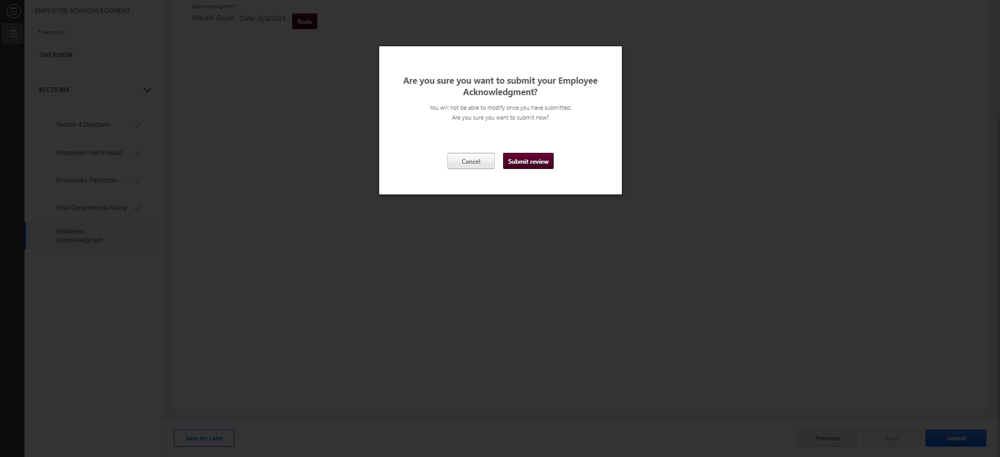 EMPLOYEE ACKNOWLEDGMENT
5 section(s)
OVERVIEW
SECTIONS
Section 4 Directions
Employee's Self-Evaluat...
Employee's Performan...
Final Departmental Rating
Employee
Acknowledgment
Acknowledgment
Vidushi Goyal Date : 6/3/2024 Redo
Are you sure you want to submit your Employee
Acknowledgment?
You will not be able to modify once you have submitted.
Are you sure you want to submit now?
Cancel Submit review
Save for Later Previous Next Submit